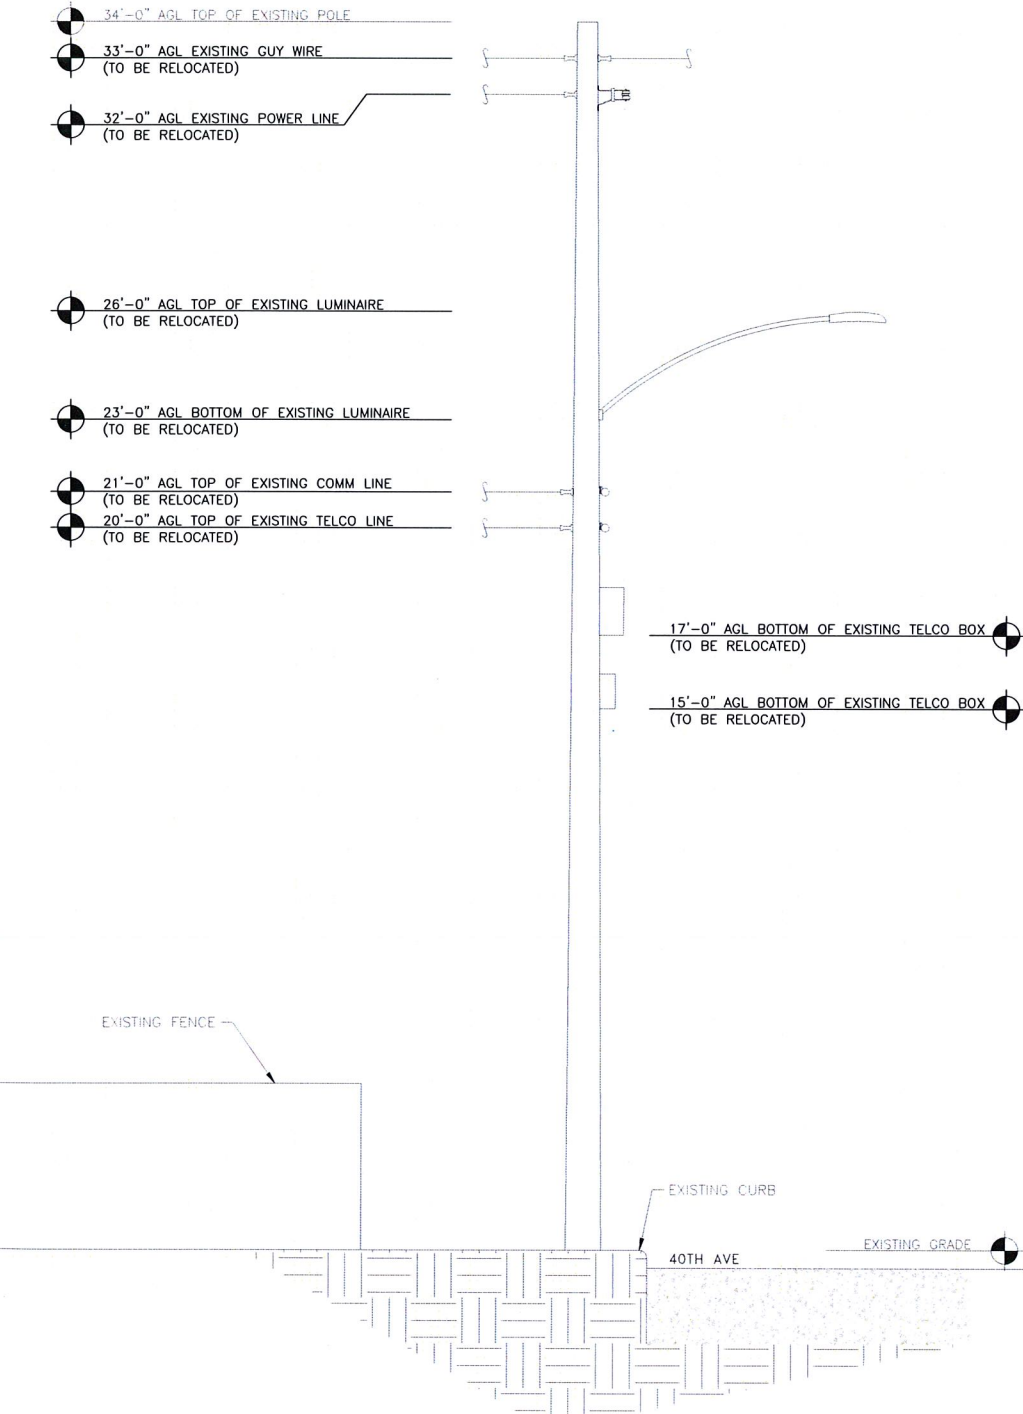 34'-0" AGL TOP OF EXISTING POLE
33'-0" AGL EXISTING GUY WIRE
(TO BE RELOCATED)
32'-0" AGL EXISTING POWER LINE
(TO BE RELOCATED)
26'-0" AGL TOP OF EXISTING LUMINAIRE
(TO BE RELOCATED)
23'-0" AGL BOTTOM OF EXISTING LUMINAIRE
(TO BE RELOCATED)
21'-0" AGL TOP OF EXISTING COMM LINE
(TO BE RELOCATED)
20'-0" AGL TOP OF EXISTING TELCO LINE
(TO BE RELOCATED)
17'-0" AGL BOTTOM OF EXISTING TELCO BOX
(TO BE RELOCATED)
15'-0" AGL BOTTOM OF EXISTING TELCO BOX
(TO BE RELOCATED)
EXISTING FENCE
EXISTING CURB
EXISTING GRADE
40TH AVE